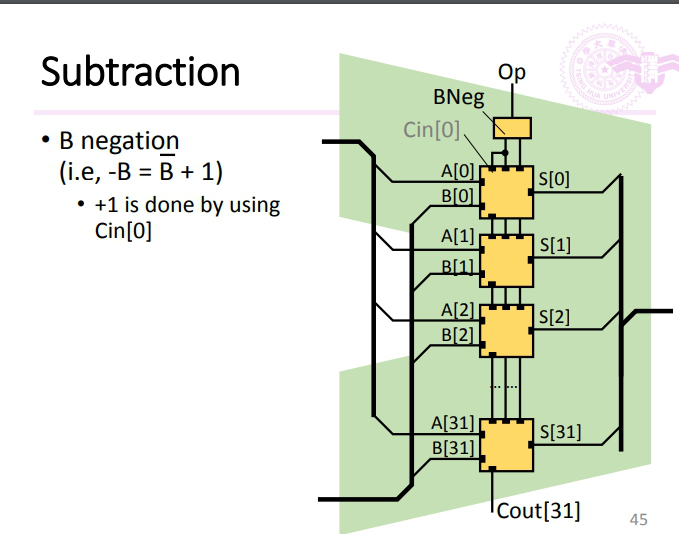 Subtraction
• B negation
(i.e, -B = B̅ + 1)
• +1 is done by using
Cin[0]
Op
BNeg
Cin[0]
A[0]
S[0]
B[0]
A[1]
S[1]
B[1]
A[2]
S[2]
B[2]
... ...
A[31]
S[31]
B[31]
Cout[31]
45